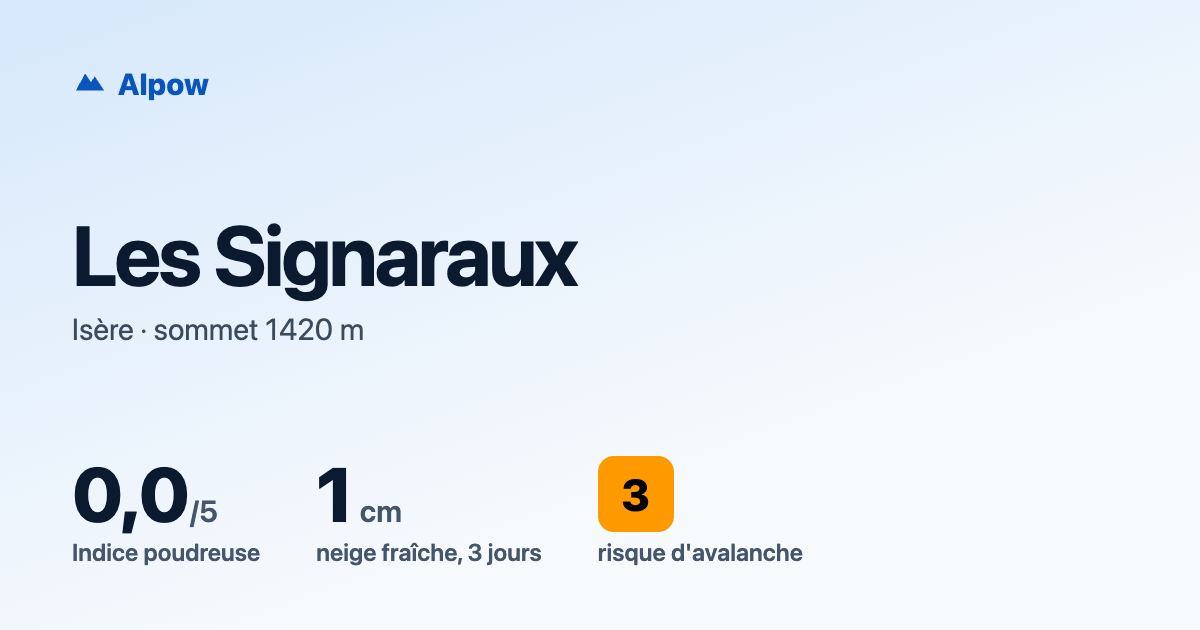 Alpow
Les Signaraux
Isère · sommet 1420 m
0,0/5
Indice poudreuse
1 cm
neige fraîche, 3 jours
3
risque d'avalanche